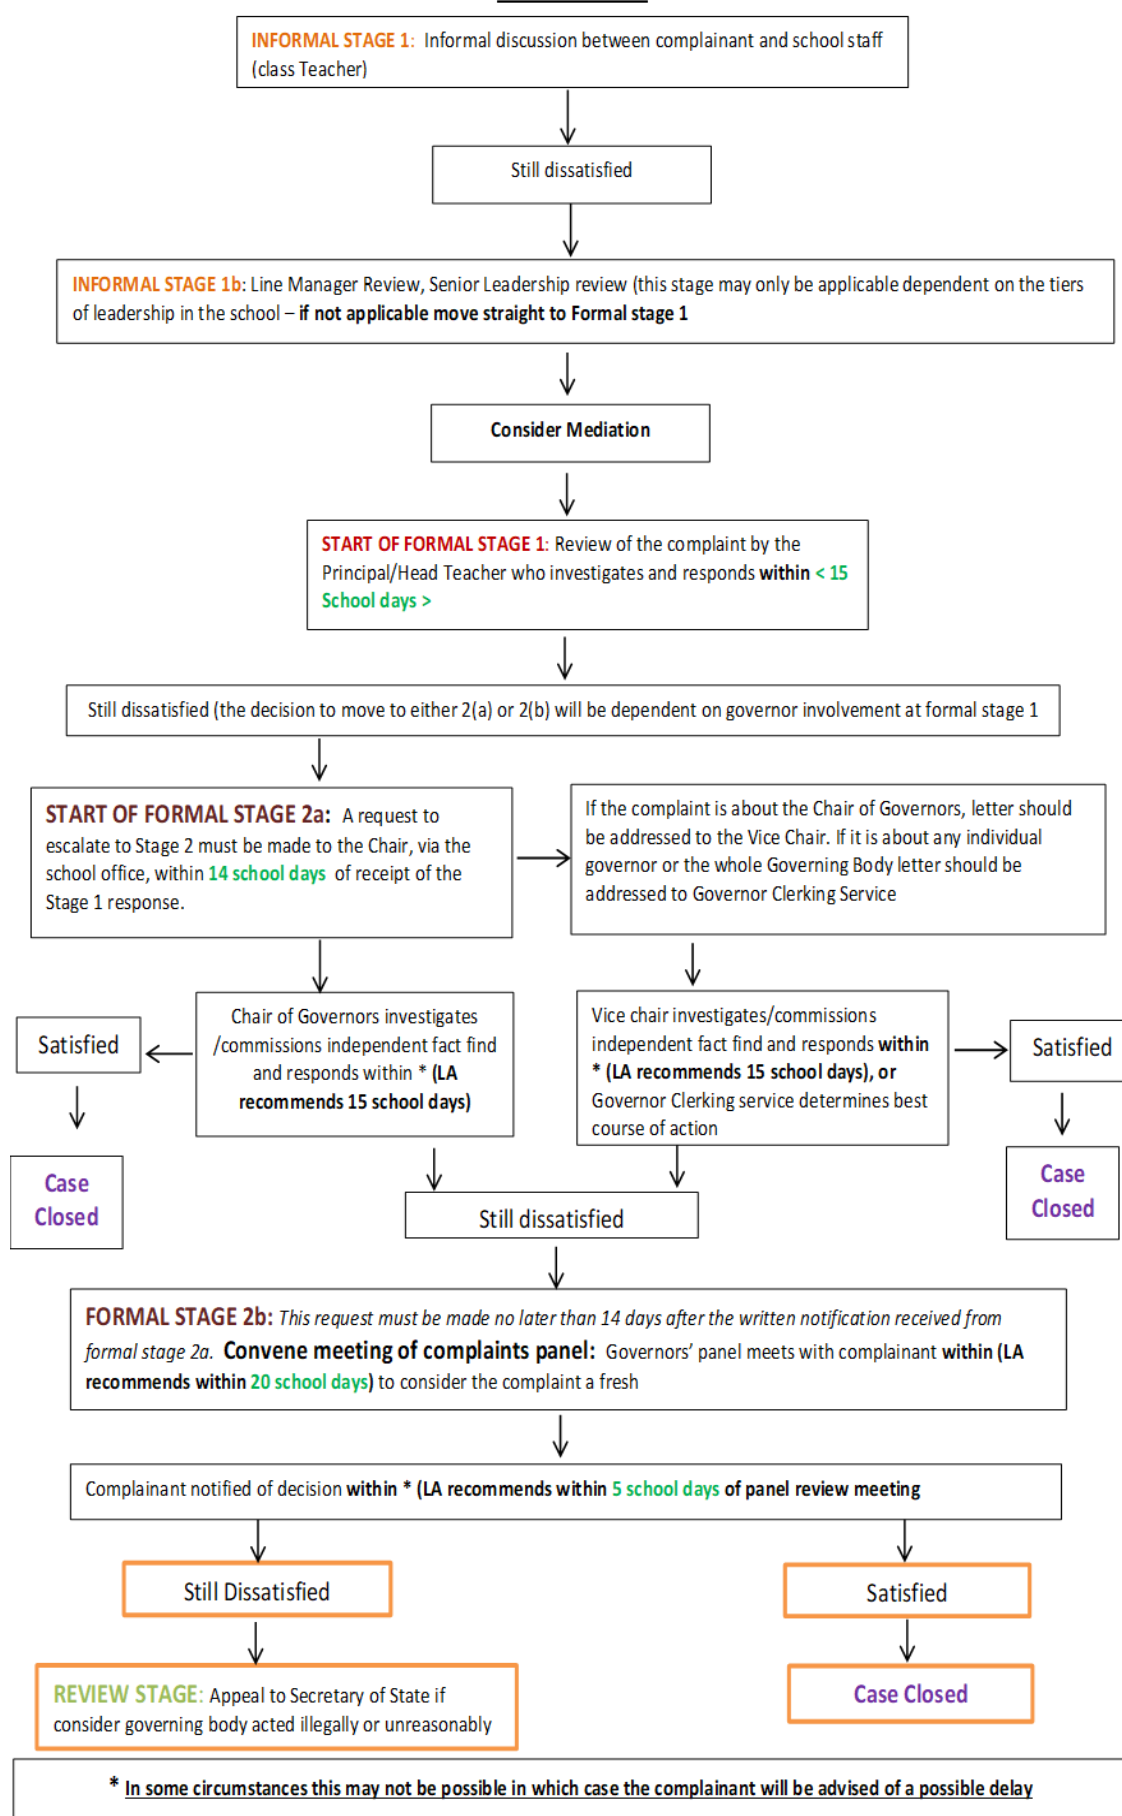 INFORMAL STAGE 1: Informal discussion between complainant and school staff
(class Teacher)
Still dissatisfied
INFORMAL STAGE 1b: Line Manager Review, Senior Leadership review (this stage may only be applicable dependent on the tiers
of leadership in the school – if not applicable move straight to Formal stage 1
Consider Mediation
START OF FORMAL STAGE 1: Review of the complaint by the
Principal/Head Teacher who investigates and responds within < 15
School days >
Still dissatisfied (the decision to move to either 2(a) or 2(b) will be dependent on governor involvement at formal stage 1
START OF FORMAL STAGE 2a: A request to
escalate to Stage 2 must be made to the Chair, via the
school office, within 14 school days of receipt of the
Stage 1 response.
If the complaint is about the Chair of Governors, letter should
be addressed to the Vice Chair. If it is about any individual
governor or the whole Governing Body letter should be
addressed to Governor Clerking Service
Satisfied
Chair of Governors investigates
/commissions independent fact find
and responds within * (LA
recommends 15 school days)
Vice chair investigates/commissions
independent fact find and responds within
* (LA recommends 15 school days), or
Governor Clerking service determines best
course of action
Satisfied
Case
Closed
Case
Closed
Still dissatisfied
FORMAL STAGE 2b: This request must be made no later than 14 days after the written notification received from
formal stage 2a. Convene meeting of complaints panel: Governors' panel meets with complainant within (LA
recommends within 20 school days) to consider the complaint a fresh
Complainant notified of decision within * (LA recommends within 5 school days of panel review meeting
Still Dissatisfied
Satisfied
REVIEW STAGE: Appeal to Secretary of State if
consider governing body acted illegally or unreasonably
Case Closed
* In some circumstances this may not be possible in which case the complainant will be advised of a possible delay